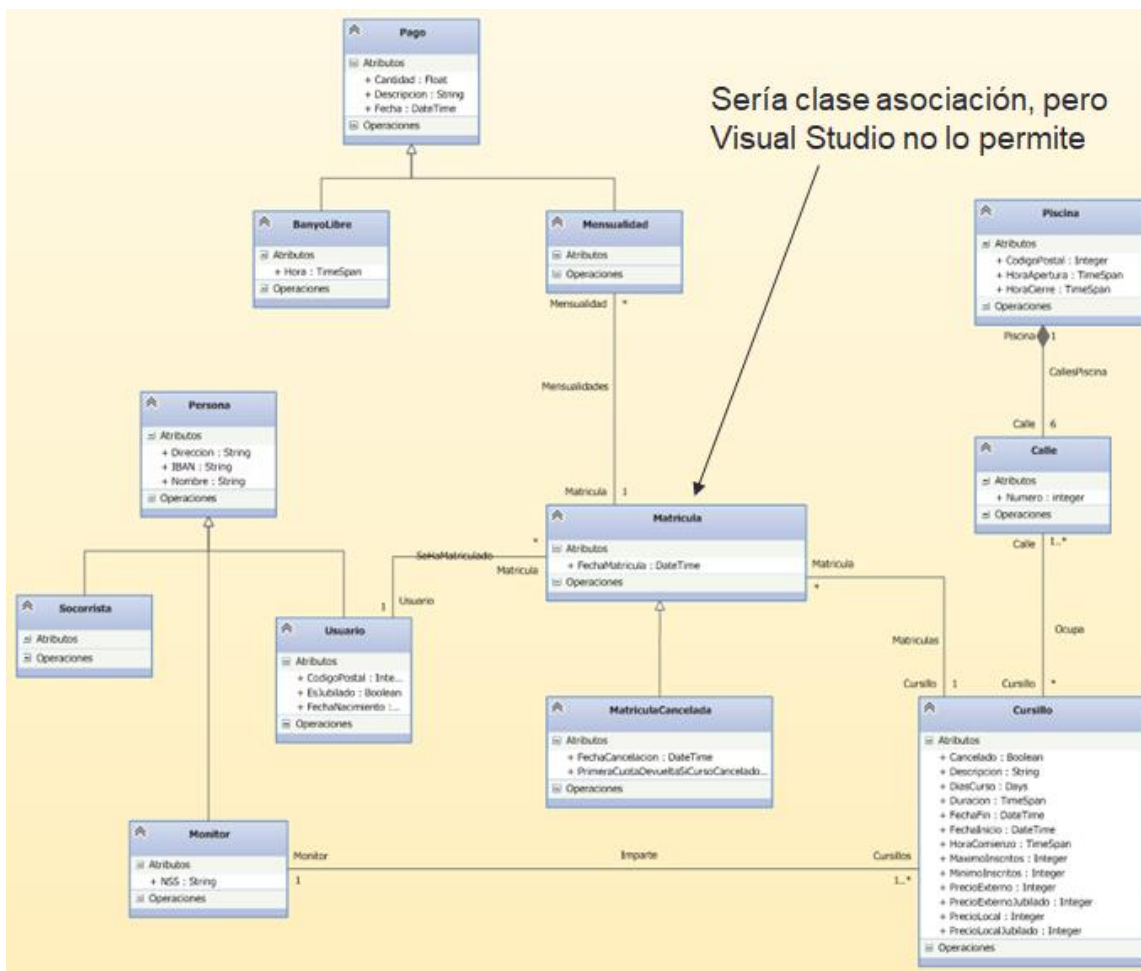 Pago
Atributos
+ Cantidad : Float
+ Descripcion : String
+ Fecha : DateTime
Operaciones
Sería clase asociación, pero
Visual Studio no lo permite
BanyoLibre
Atributos
+ Hora : TimeSpan
Operaciones
Mensualidad
Atributos
Operaciones
Mensualidad *
Mensualidades
Matricula 1
Piscina
Atributos
+ CodigoPostal : Integer
+ HoraApertura : TimeSpan
+ HoraCierre : TimeSpan
Operaciones
Piscina 1
CallesPiscina
Calle 6
Calle
Atributos
+ Numero : integer
Operaciones
Calle 1..*
Ocupa
Cursillo *
Persona
Atributos
+ Direccion : String
+ IBAN : String
+ Nombre : String
Operaciones
Matricula
Atributos
+ FechaMatricula : DateTime
Operaciones
*
SeHaMatriculado
Matricula
1 Usuario
Matricula
*
Matriculas
Cursillo 1
Socorrista
Atributos
Operaciones
Usuario
Atributos
+ CodigoPostal : Inte...
+ EsJubilado : Boolean
+ FechaNacimiento :...
Operaciones
MatriculaCancelada
Atributos
+ FechaCancelacion : DateTime
+ PrimeraCuotaDevueltaSiCursoCancelado...
Operaciones
Cursillo
Atributos
+ Cancelado : Boolean
+ Descripcion : String
+ DiasCurso : Days
+ Duracion : TimeSpan
+ FechaFin : DateTime
+ FechaInicio : DateTime
+ HoraComienzo : TimeSpan
+ MaximoInscritos : Integer
+ MinimoInscritos : Integer
+ PrecioExterno : Integer
+ PrecioExternoJubilado : Integer
+ PrecioLocal : Integer
+ PrecioLocalJubilado : Integer
Operaciones
Monitor
Atributos
+ NSS : String
Operaciones
Monitor
1
Imparte
Cursillos
1..*